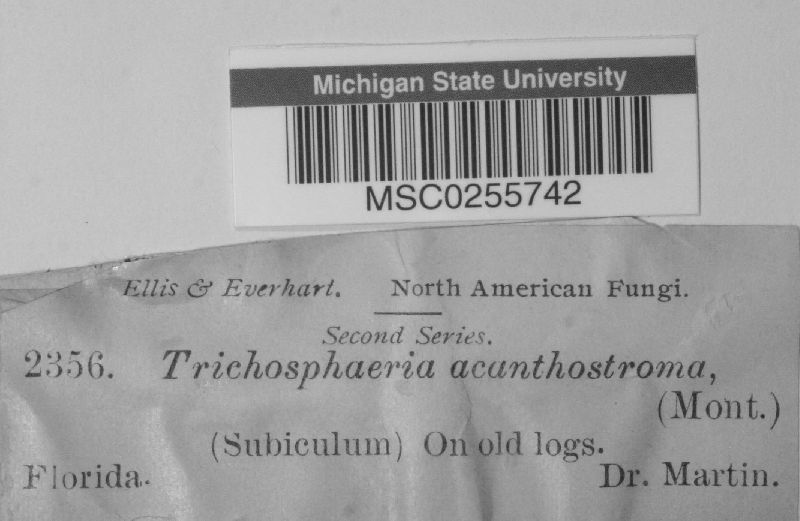 Michigan State University
MSC0255742
Ellis & Everhart. North American Fungi.
Second Series.
2356. Trichosphaeria acanthostroma,
(Mont.)
(Subiculum) On old logs.
Florida. Dr. Martin.